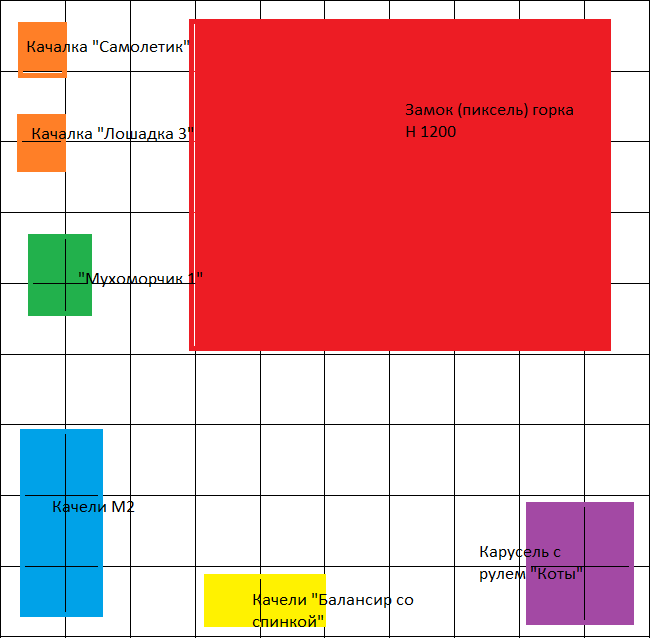 Качалка "Самолетик"
Замок (пиксель) горка
Н 1200
Качалка "Лошадка 3"
"Мухоморчик 1"
Качели М2
Карусель с
рулем "Коты"
Качели "Балансир со
спинкой"